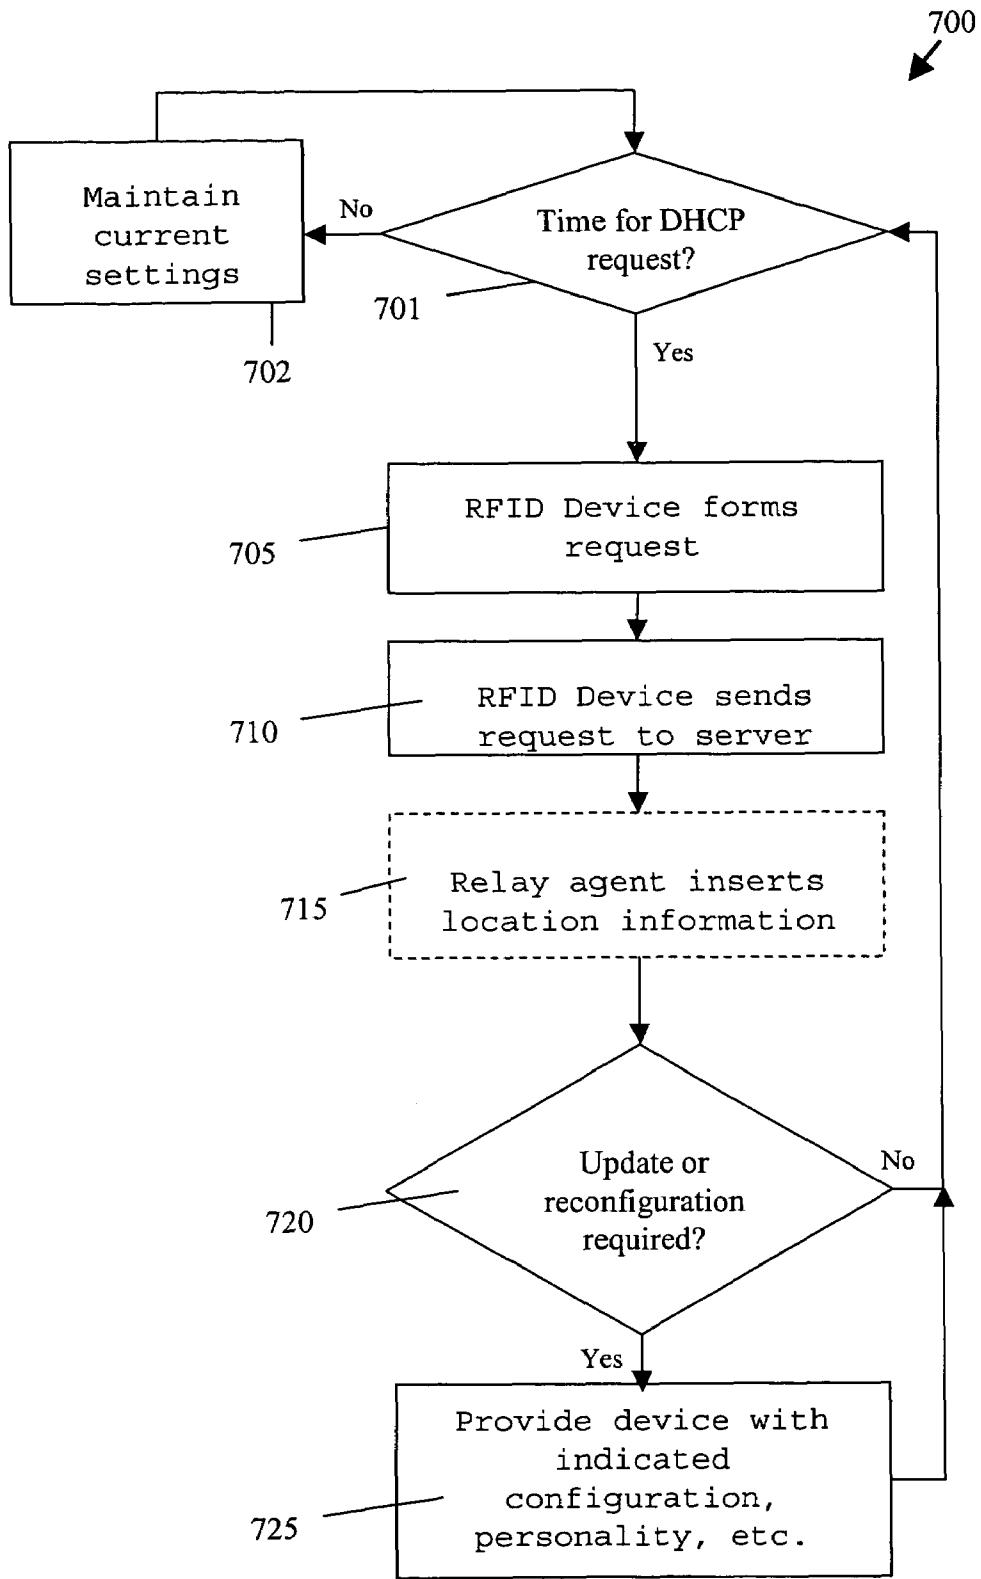 700
Maintain
current
settings
No
Time for DHCP
request?
701
702
Yes
RFID Device forms
request
705
RFID Device sends
request to server
710
Relay agent inserts
location information
715
Update or
reconfiguration
required?
No
720
Yes
Provide device with
indicated
configuration,
personality, etc.
725